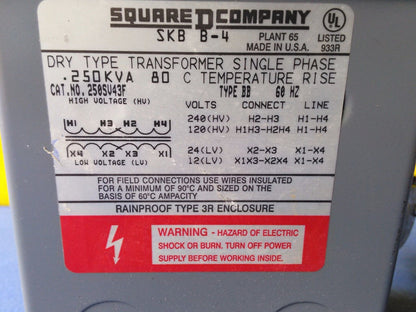 SQUARE D COMPANY
SKB B-4
PLANT 65
MADE IN U.S.A.
UL
LISTED
933R
DRY TYPE TRANSFORMER SINGLE PHASE
.250KVA 80 C TEMPERATURE RISE
CAT.NO.250SV43F TYPE BB 60 HZ
HIGH VOLTAGE (HV) VOLTS CONNECT LINE
H1 H3 H2 H4 240(HV) H2-H3 H1-H4
120(HV) H1H3-H2H4 H1-H4
X4 X2 X3 X1 24(LV) X2-X3 X1-X4
LOW VOLTAGE (LV) 12(LV) X1X3-X2X4 X1-X4
FOR FIELD CONNECTIONS USE WIRES INSULATED
FOR A MINIMUM OF 90°C AND SIZED ON THE
BASIS OF 60°C AMPACITY
RAINPROOF TYPE 3R ENCLOSURE
WARNING - HAZARD OF ELECTRIC
SHOCK OR BURN. TURN OFF POWER
SUPPLY BEFORE WORKING INSIDE.